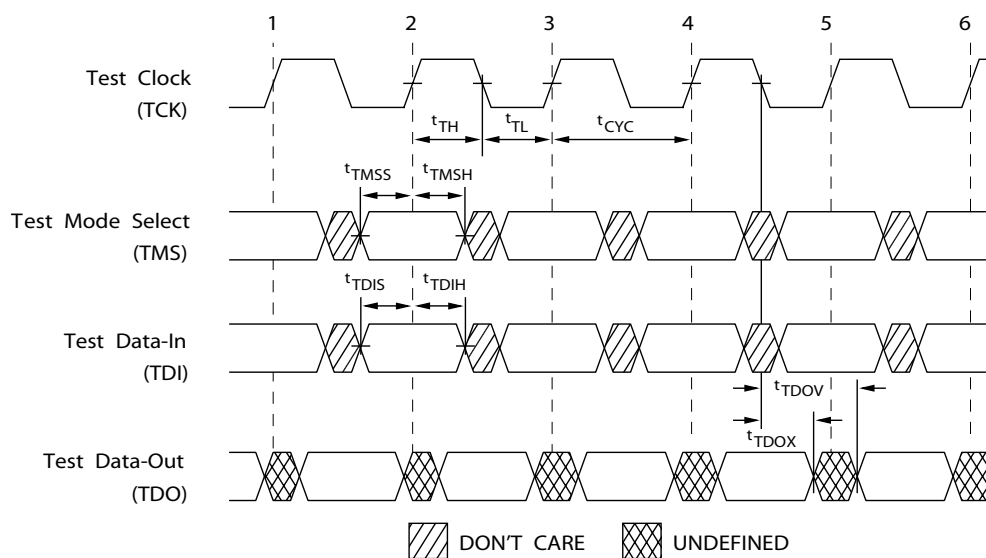 1 2 3 4 5 6
Test Clock
(TCK)
tTH tTL tCYC
tTMSS tTMSH
Test Mode Select
(TMS)
tTDIS tTDIH
Test Data-In
(TDI)
tTDOV
tTDOX
Test Data-Out
(TDO)
DON'T CARE UNDEFINED